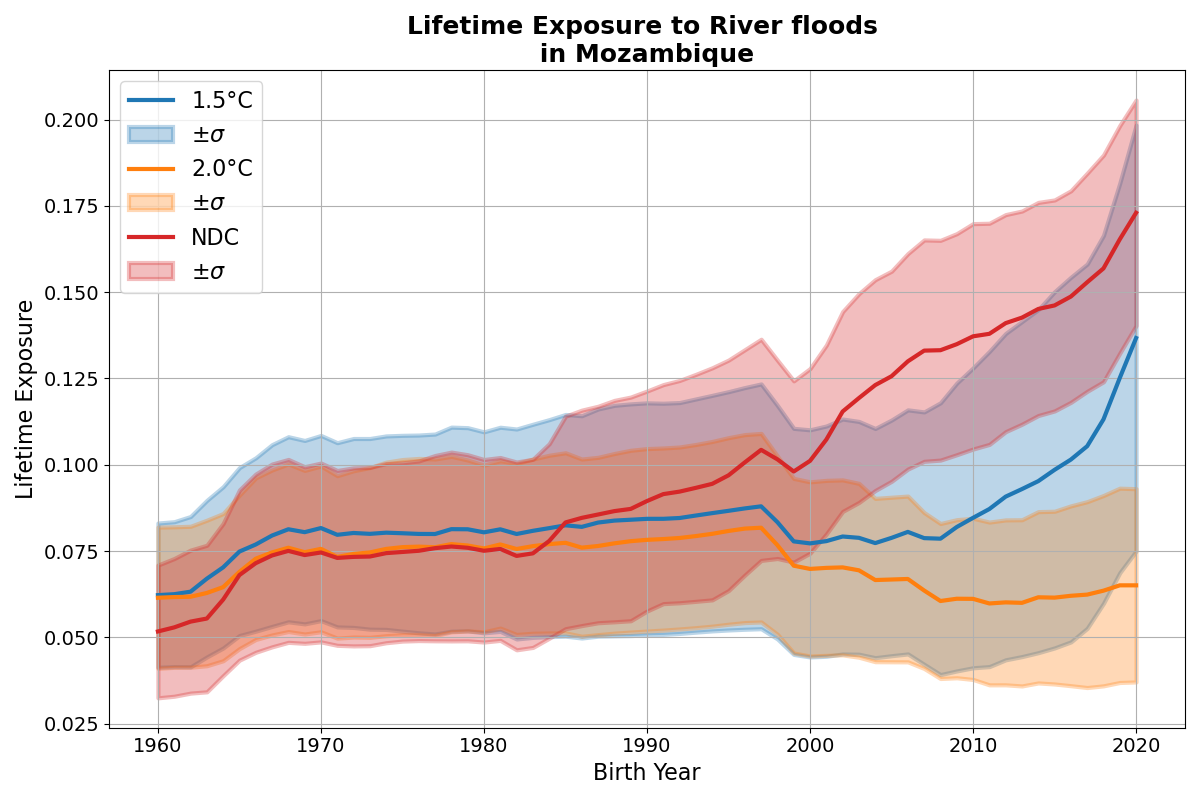 Lifetime Exposure to River floods
in Mozambique
1.5°C
±σ
2.0°C
±σ
NDC
±σ
Lifetime Exposure
0.200
0.175
0.150
0.125
0.100
0.075
0.050
0.025
1960 1970 1980 1990 2000 2010 2020
Birth Year